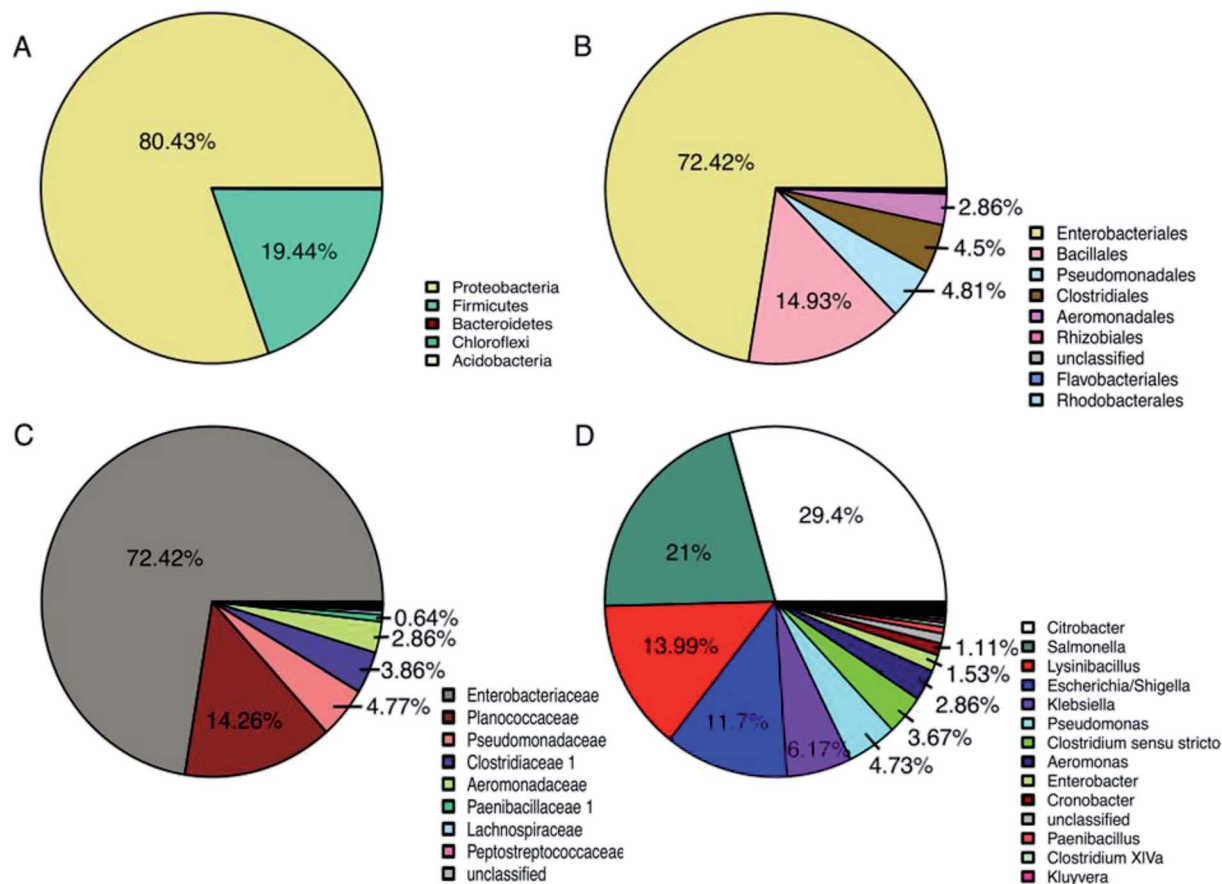 A
80.43%
19.44%
Proteobacteria
Firmicutes
Bacteroidetes
Chloroflexi
Acidobacteria
B
72.42%
14.93%
2.86%
4.5%
4.81%
Enterobacteriales
Bacillales
Pseudomonadales
Clostridiales
Aeromonadales
Rhizobiales
unclassified
Flavobacteriales
Rhodobacterales
C
72.42%
14.26%
0.64%
2.86%
3.86%
4.77%
Enterobacteriaceae
Planococcaceae
Pseudomonadaceae
Clostridiaceae 1
Aeromonadaceae
Paenibacillaceae 1
Lachnospiraceae
Peptostreptococcaceae
unclassified
D
29.4%
21%
13.99%
11.7%
6.17%
4.73%
3.67%
2.86%
1.53%
1.11%
Citrobacter
Salmonella
Lysinibacillus
Escherichia/Shigella
Klebsiella
Pseudomonas
Clostridium sensu stricto
Aeromonas
Enterobacter
Cronobacter
unclassified
Paenibacillus
Clostridium XIVa
Kluyvera